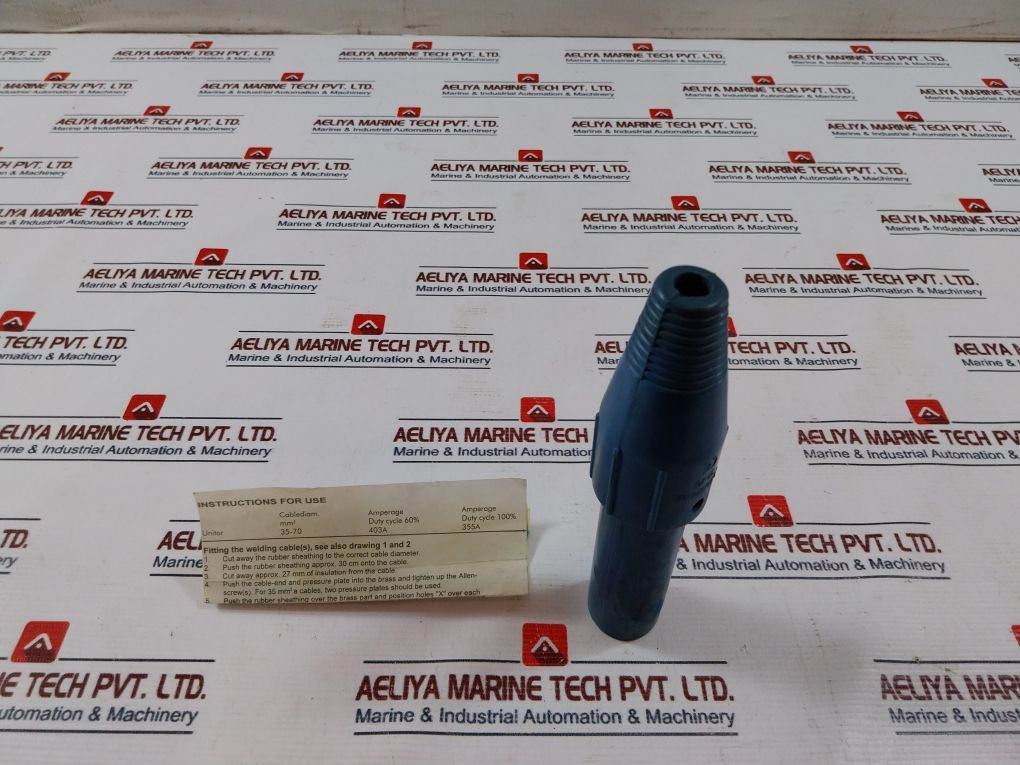 AELIYA MARINE TECH PVT. LTD.
Marine & Industrial Automation & Machinery
INSTRUCTIONS FOR USE
Cablediam. Amperage Amperage
mm² Duty cycle 60% Duty cycle 100%
Unitor 35-70 403A 355A
Fitting the welding cable(s), see also drawing 1 and 2
1. Cut away the rubber sheathing to the correct cable diameter.
2. Push the rubber sheathing approx. 30 cm onto the cable.
3. Cut away approx. 27 mm of insulation from the cable.
4. Push the cable-end and pressure plate into the brass and tighten up the Allen-
screw(s). For 35 mm² a cables, two pressure plates should be used.
5. Push the rubber sheathing over the brass part and position holes "X" over each